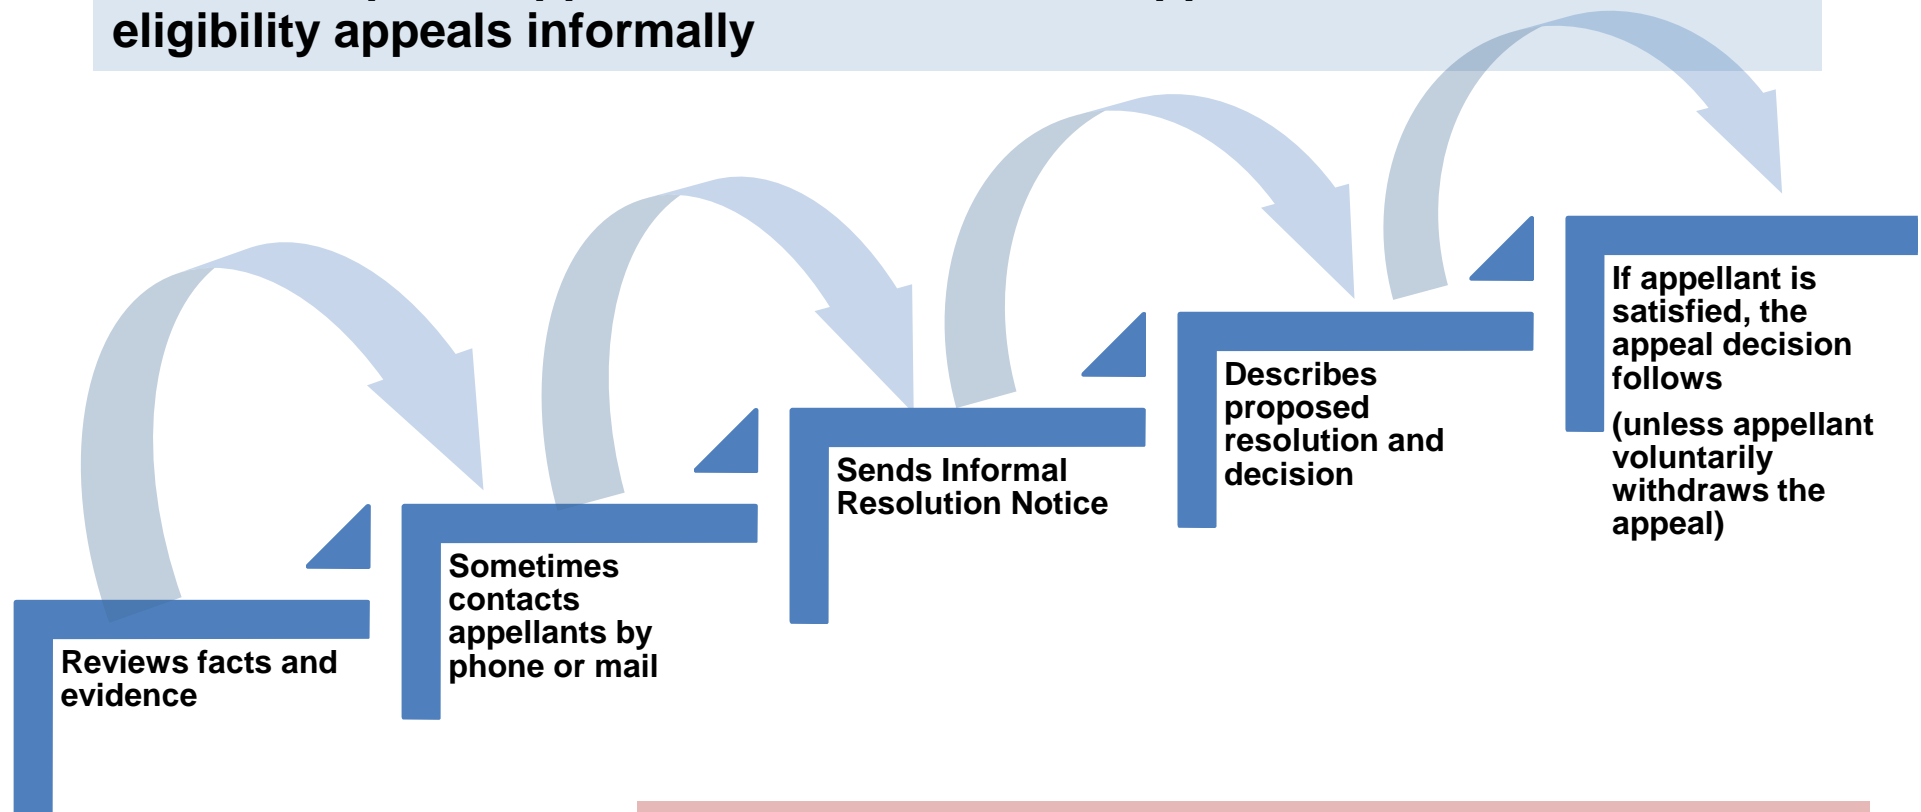 eligibility appeals informally
Reviews facts and
evidence
Sometimes
contacts
appellants by
phone or mail
Sends Informal
Resolution Notice
Describes
proposed
resolution and
decision
If appellant is
satisfied, the
appeal decision
follows
(unless appellant
voluntarily
withdraws the
appeal)